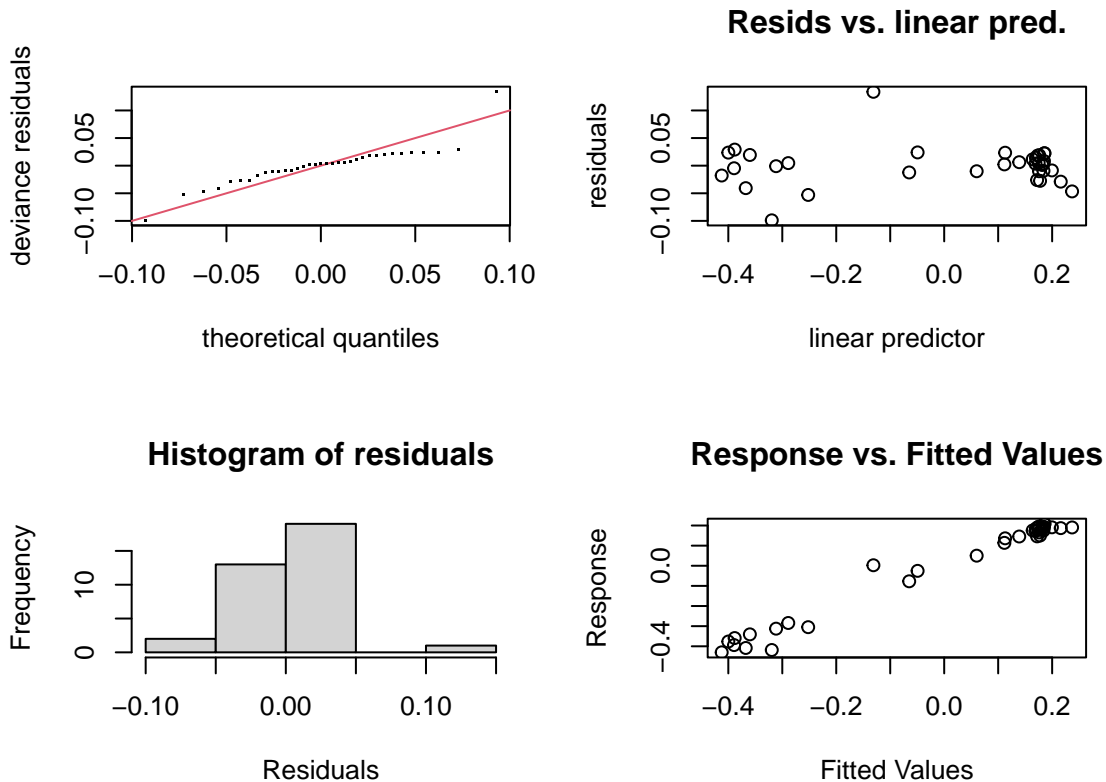 deviance residuals
−0.10
0.05
−0.10
−0.05
0.00
0.05
0.10
theoretical quantiles
Resids vs. linear pred.
residuals
−0.10
0.05
−0.4
−0.2
0.0
0.2
linear predictor
Histogram of residuals
Frequency
0
10
−0.10
0.00
0.10
Residuals
Response vs. Fitted Values
Response
−0.4
0.0
−0.4
−0.2
0.0
0.2
Fitted Values